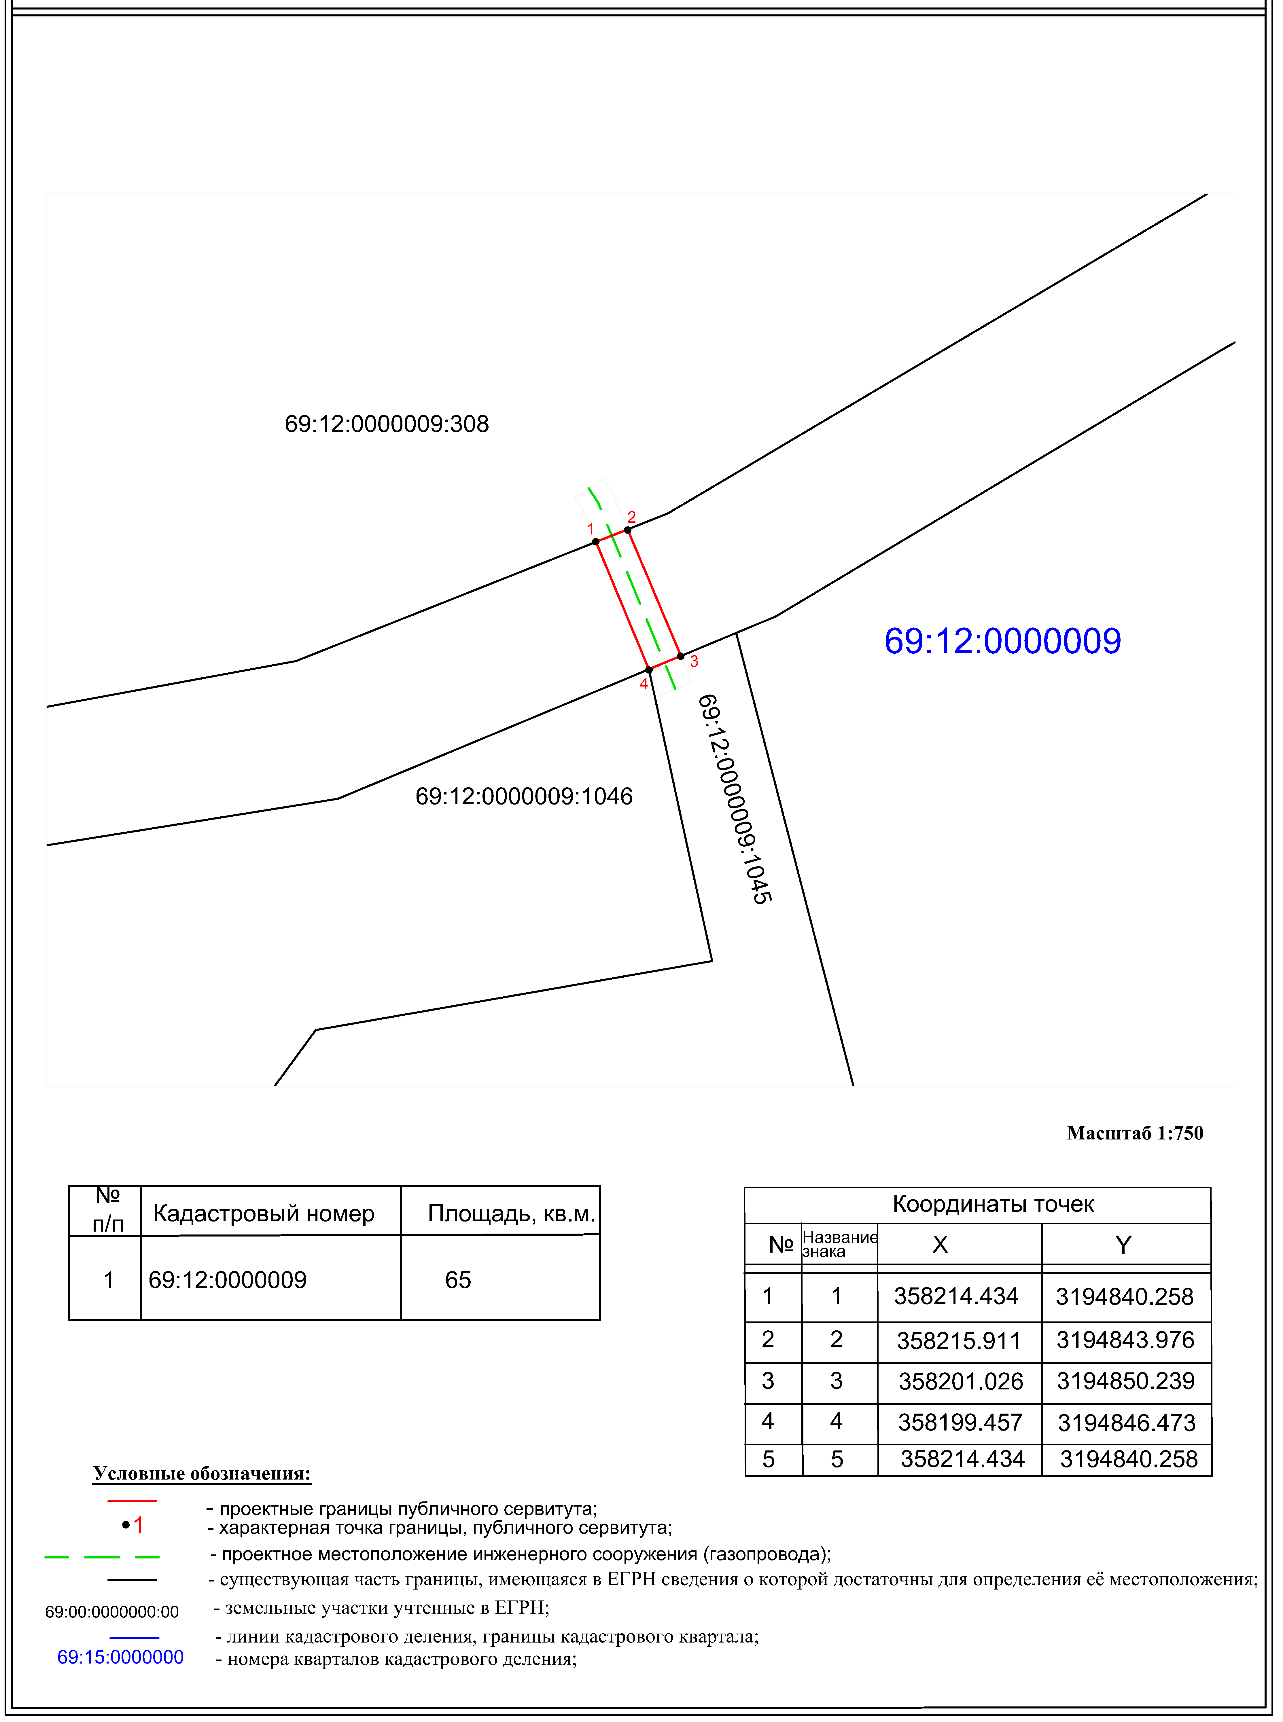 69:12:0000009:308
1
2
69:12:0000009
3
4
69:12:0000009:1045
69:12:0000009:1046
Масштаб 1:750
№ п/п Кадастровый номер Площадь, кв.м.
1 69:12:0000009 65
Координаты точек
№ Название знака X Y
1 1 358214.434 3194840.258
2 2 358215.911 3194843.976
3 3 358201.026 3194850.239
4 4 358199.457 3194846.473
5 5 358214.434 3194840.258
Условные обозначения:
- проектные границы публичного сервитута;
1 - характерная точка границы, публичного сервитута;
- проектное местоположение инженерного сооружения (газопровода);
- существующая часть границы, имеющаяся в ЕГРН сведения о которой достаточны для определения её местоположения;
69:00:0000000:00 - земельные участки учтенные в ЕГРН;
- линии кадастрового деления, границы кадастрового квартала;
69:15:0000000 - номера кварталов кадастрового деления;